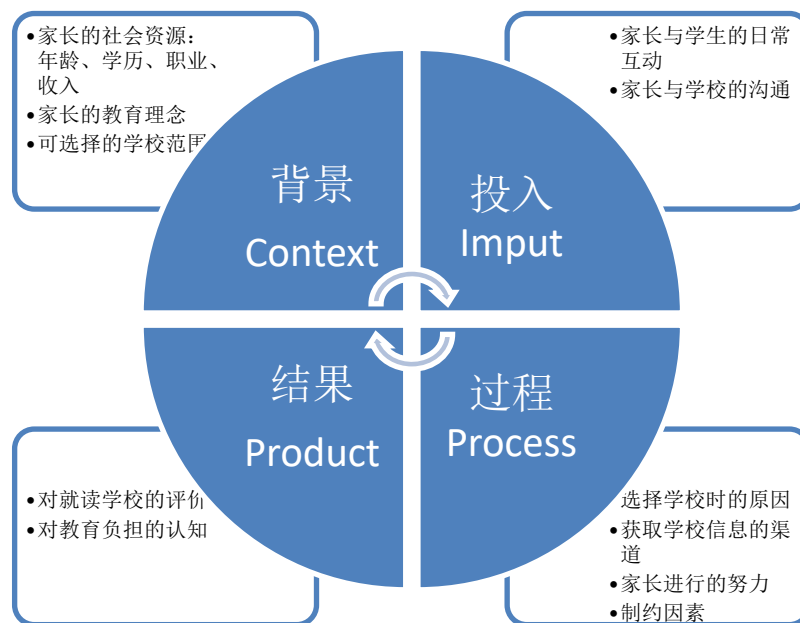 •家长的社会资源：
年龄、学历、职业、
收入
•家长的教育理念
•可选择的学校范围
•家长与学生的日常
互动
•家长与学校的沟通
背景
Context
投入
Imput
结果
Product
过程
Process
•对就读学校的评价
•对教育负担的认知
选择学校时的原因
•获取学校信息的渠
道
•家长进行的努力
•制约因素